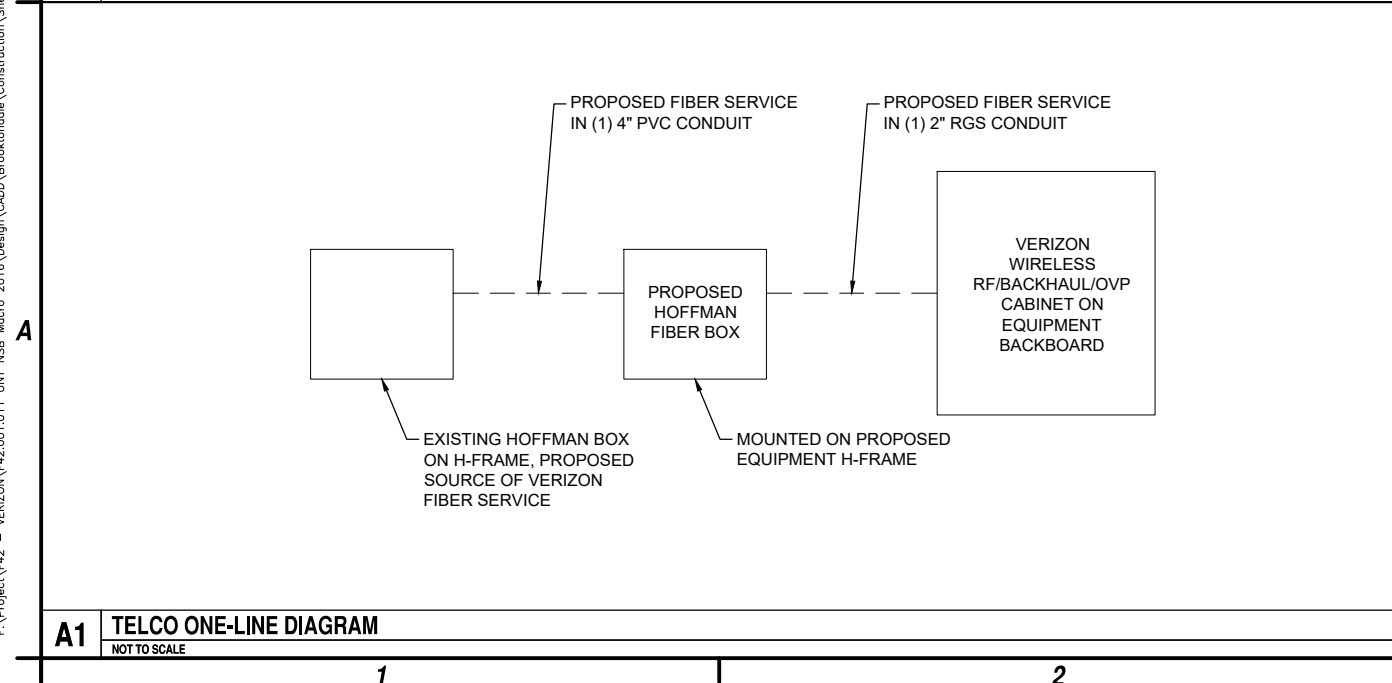 PROPOSED FIBER SERVICE
IN (1) 4" PVC CONDUIT
PROPOSED FIBER SERVICE
IN (1) 2" RGS CONDUIT
VERIZON
WIRELESS
RF/BACKHAUL/OVP
CABINET ON
EQUIPMENT
BACKBOARD
PROPOSED
HOFFMAN
FIBER BOX
A
EXISTING HOFFMAN BOX
ON H-FRAME, PROPOSED
SOURCE OF VERIZON
FIBER SERVICE
MOUNTED ON PROPOSED
EQUIPMENT H-FRAME
A1
TELCO ONE-LINE DIAGRAM
NOT TO SCALE
1
2